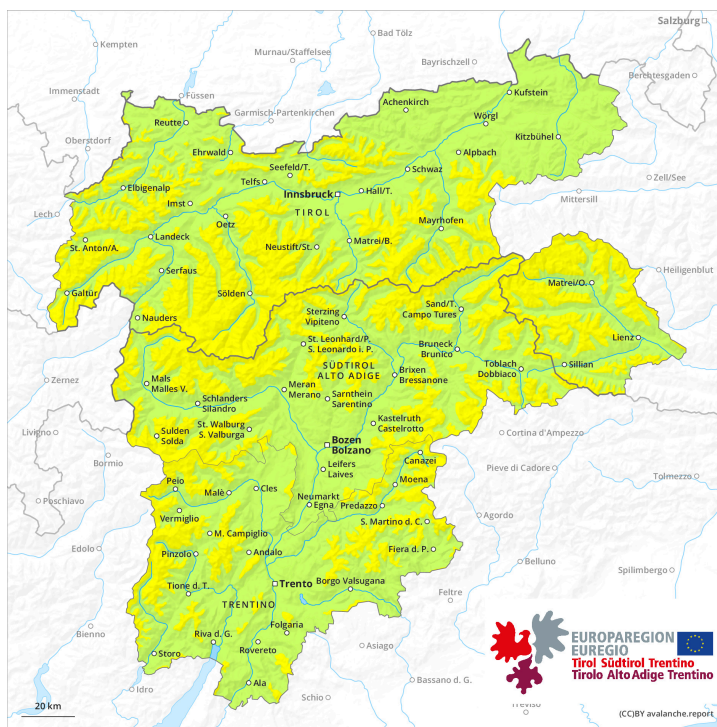 Salzburg
Kempten
Bad Tölz
Murnau/Staffelsee
Bayrischzell
Berchtesgaden
Immenstadt
Füssen
Garmisch-Partenkirchen
Achenkirch
Kufstein
Wörgl
Reutte
Oberstdorf
Kitzbühel
Ehrwald
Seefeld/T.
Alpbach
Schwaz
Zell/See
Telfs
Elbigenalp
Innsbruck
Hall/T.
Mittersill
Imst
TIROL
Lech
Oetz
Mayrhofen
St. Anton/A.
Landeck
Neustift/St.
Matrei/B.
Serfaus
Heiligenblut
Galtür
Sölden
Matrei/O.
Nauders
Sterzing
Vipiteno
Sand/T.
Campo Tures
St. Leonhard/P.
S. Leonardo i. P.
Bruneck
Brunico
Lienz
SÜDTIROL
ALTO ADIGE
Brixen
Bressanone
Toblach
Dobbiaco
Sillian
Zernez
Mals
Malles V.
Meran
Merano
Schlanders
Silandro
Sarnthein
Sarentino
Kastelruth
Castelrotto
Livigno
Sulden
Solda
St. Walburg
S. Valburga
Cortina d'Ampezzo
Bozen
Bolzano
Canazei
Bormio
Leifers
Laives
Pieve di Cadore
Tolmezzo
Poschiavo
Peio
Malè
Cles
Moena
Neumarkt
Egna
Predazzo
Vermiglio
S. Martino d. C.
Agordo
M. Campiglio
Edolo
Pinzolo
Andalo
Fiera d. P.
Belluno
Spilimbergo
Tione d. T.
Trento
Borgo Valsugana
Feltre
TRENTINO
Bienno
Folgaria
Riva d. G.
Rovereto
Asiago
Storo
Idro
Ala
Schio
Bassano d. G.
Treviso
EUROPAREGION
EUREGIO
Tirol Südtirol Trentino
Tirolo Alto Adige Trentino
20 km
(CC)BY avalanche.report